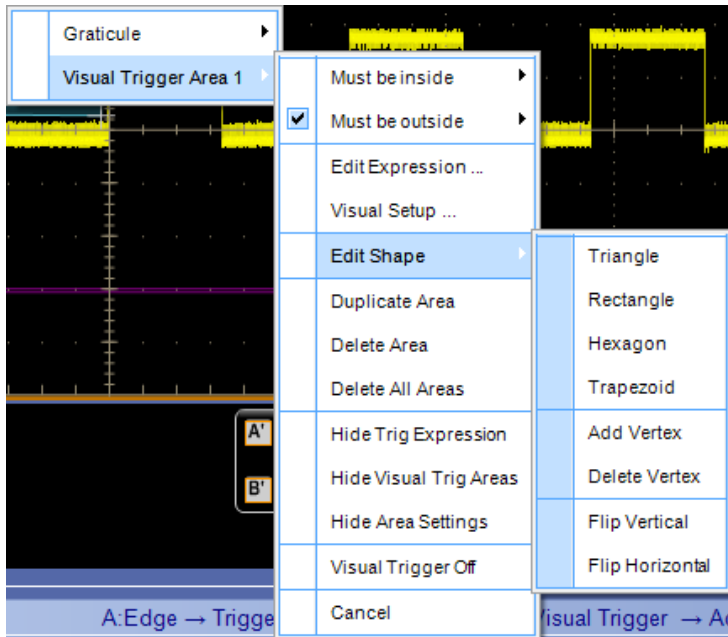 Graticule
Visual Trigger Area 1
Must be inside
Must be outside
Edit Expression ...
Visual Setup ...
Edit Shape
Duplicate Area
Delete Area
Delete All Areas
Hide Trig Expression
Hide Visual Trig Areas
Hide Area Settings
Visual Trigger Off
Cancel
Triangle
Rectangle
Hexagon
Trapezoid
Add Vertex
Delete Vertex
Flip Vertical
Flip Horizontal
A'
B'
A:Edge → Trigge
isual Trigger → A